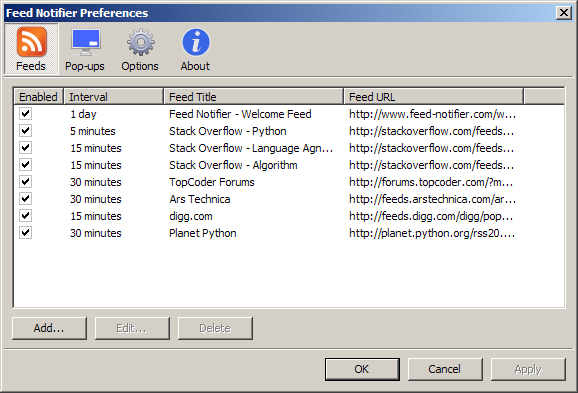 Feed Notifier Preferences
Feeds Pop-ups Options About
Enabled Interval Feed Title Feed URL
1 day Feed Notifier - Welcome Feed http://www.feed-notifier.com/w...
5 minutes Stack Overflow - Python http://stackoverflow.com/feeds...
15 minutes Stack Overflow - Language Agn... http://stackoverflow.com/feeds...
15 minutes Stack Overflow - Algorithm http://stackoverflow.com/feeds...
30 minutes TopCoder Forums http://forums.topcoder.com/?m...
30 minutes Ars Technica http://feeds.arstechnica.com/ar...
15 minutes digg.com http://feeds.digg.com/digg/pop...
30 minutes Planet Python http://planet.python.org/rss20....
Add... Edit... Delete
OK Cancel Apply